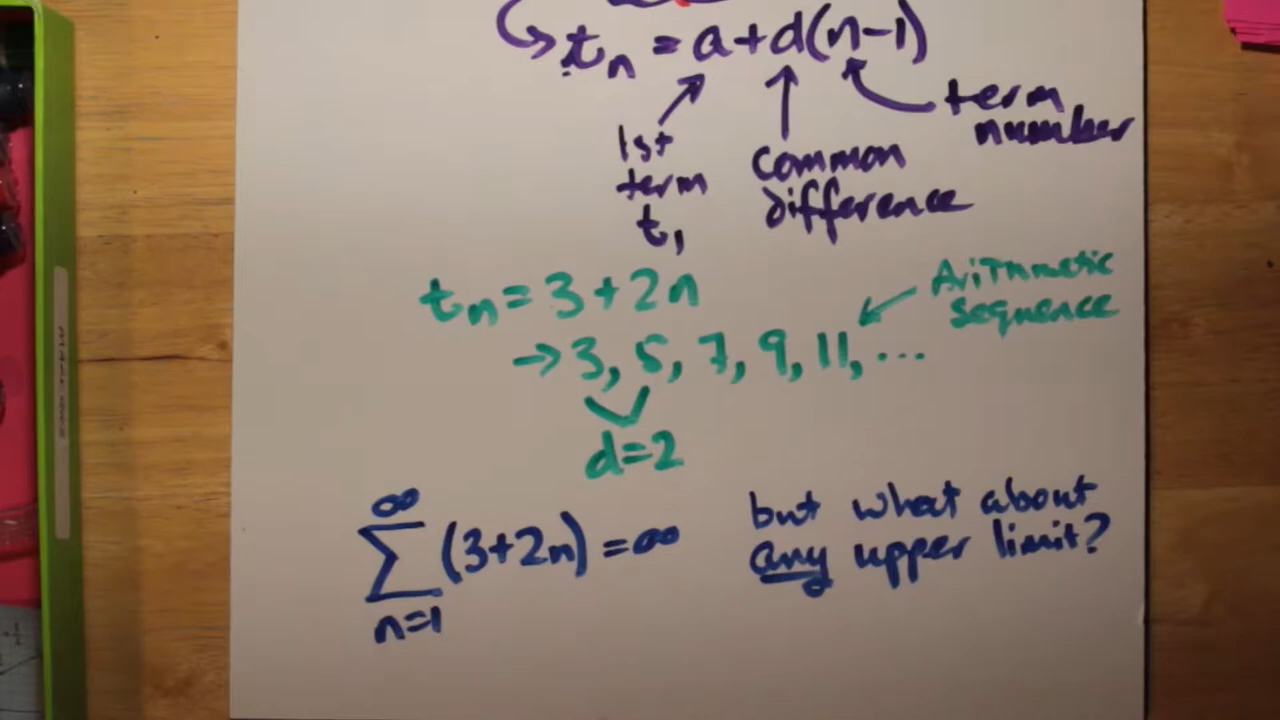 tₙ = a+d(n-1)
term
number
1st
term
t₁
common
difference
tₙ = 3+2n
Arithmetic
sequence
→ 3, 5, 7, 9, 11, ...
d=2
∞
∑ (3+2n) = ∞
n=1
but what about
any upper limit?